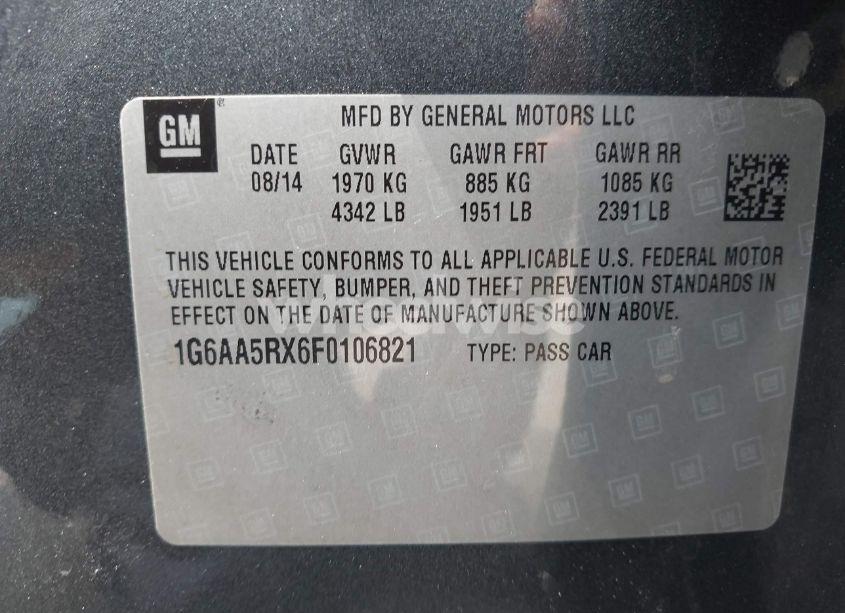 GM
MFD BY GENERAL MOTORS LLC
DATE GVWR GAWR FRT GAWR RR
08/14 1970 KG 885 KG 1085 KG
4342 LB 1951 LB 2391 LB
THIS VEHICLE CONFORMS TO ALL APPLICABLE U.S. FEDERAL MOTOR
VEHICLE SAFETY, BUMPER, AND THEFT PREVENTION STANDARDS IN
EFFECT ON THE DATE OF MANUFACTURE SHOWN ABOVE.
wheelwise
1G6AA5RX6F0106821 TYPE: PASS CAR